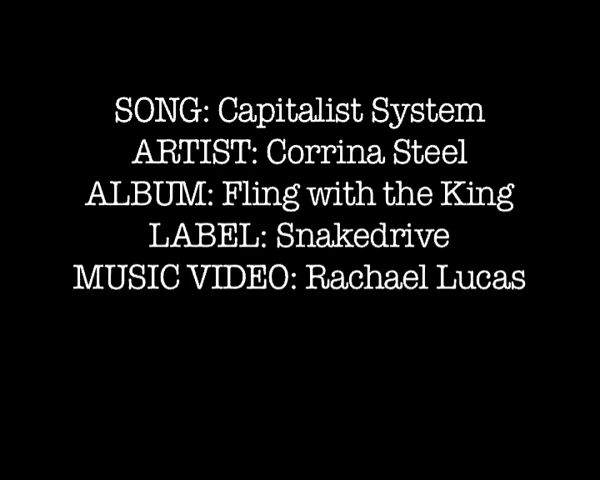 SONG: Capitalist System
ARTIST: Corrina Steel
ALBUM: Fling with the King
LABEL: Snakedrive
MUSIC VIDEO: Rachael Lucas